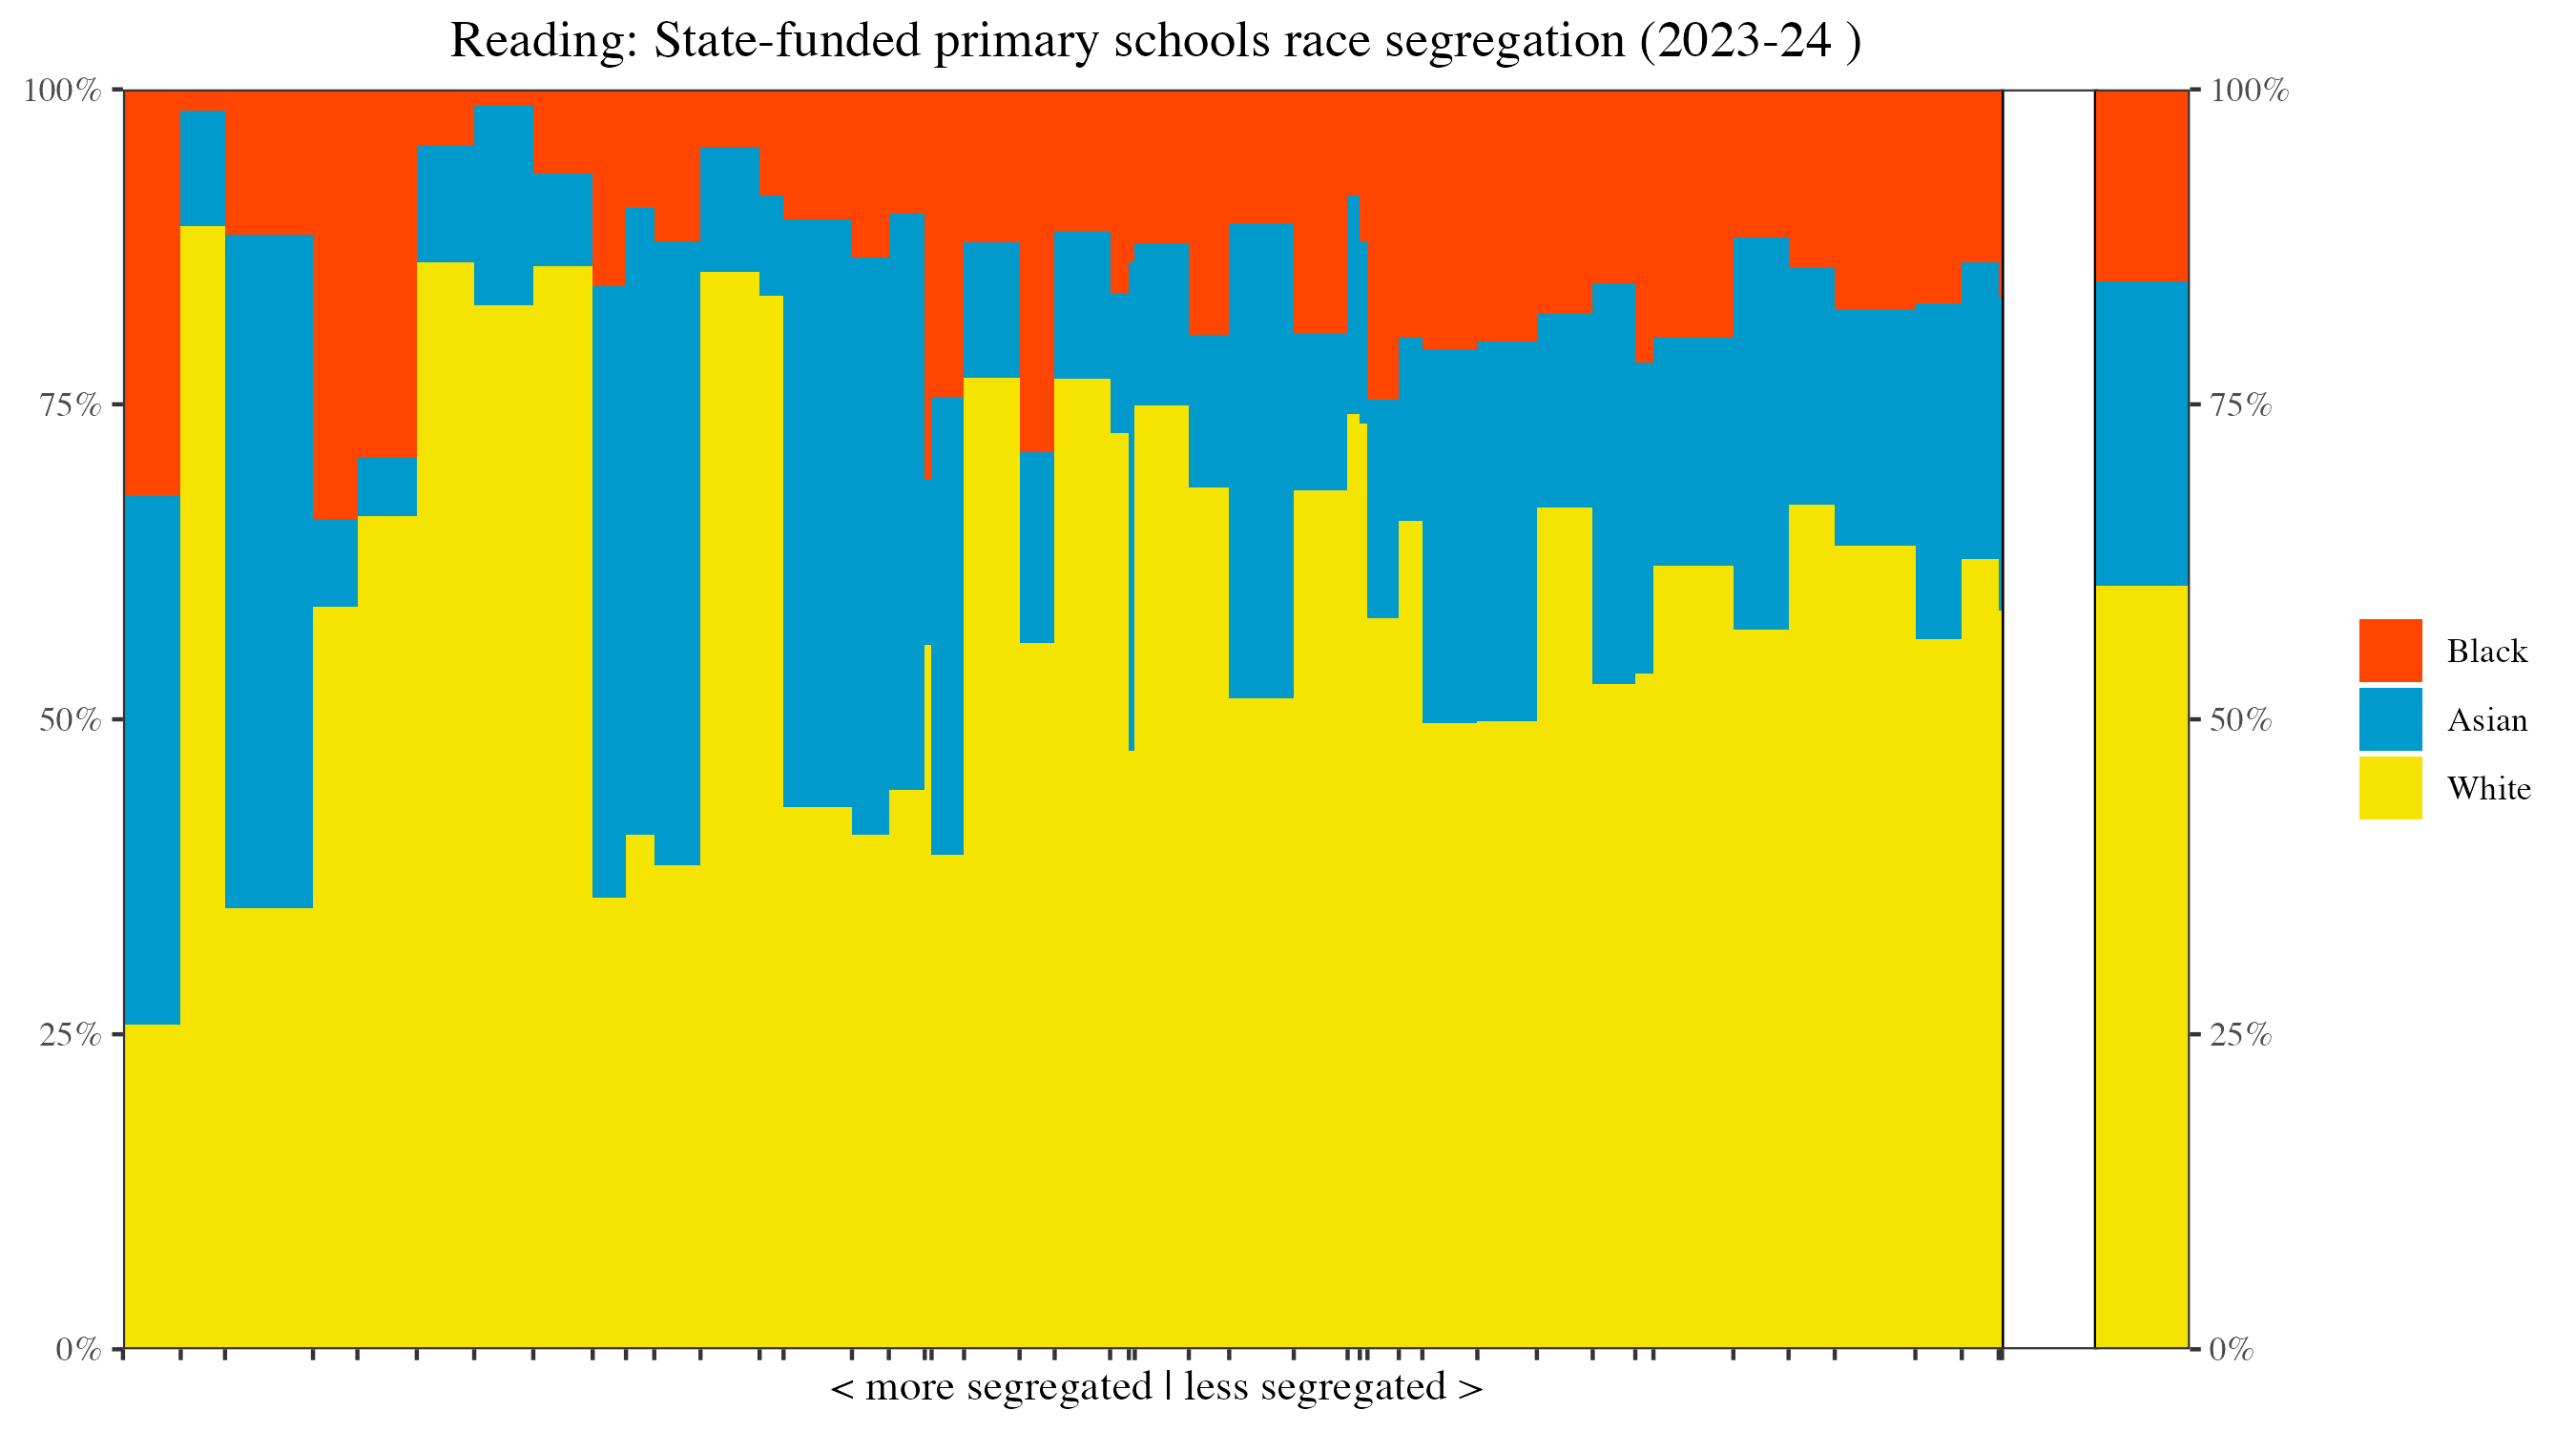 Reading: State-funded primary schools race segregation (2023-24 )
100%
75%
50%
25%
0%
100%
75%
50%
25%
0%
Black
Asian
White
< more segregated | less segregated >